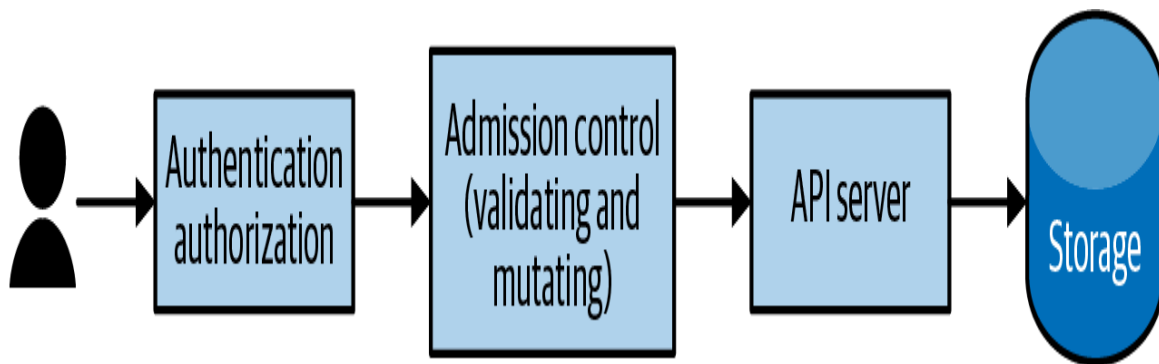 Authentication
authorization
Admission control
(validating and
mutating)
API server
Storage